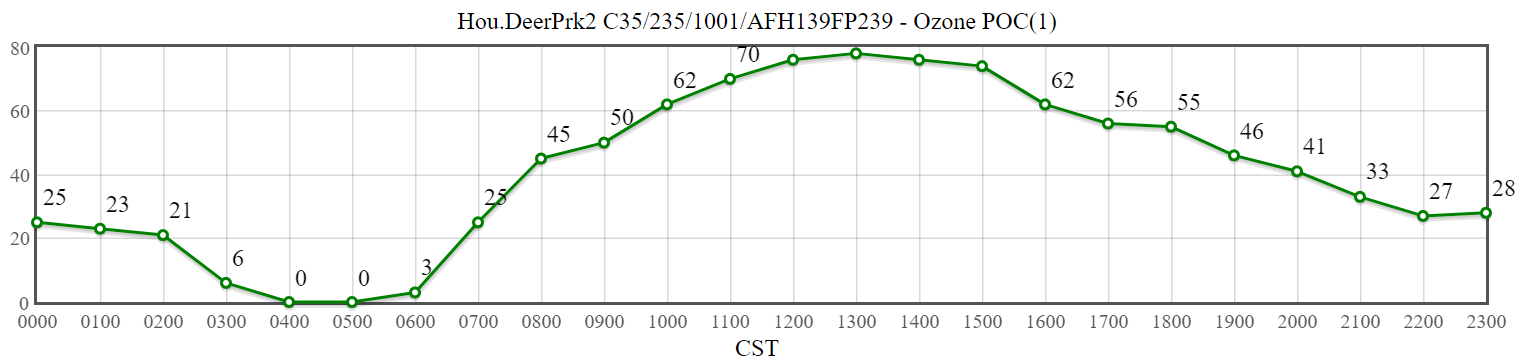 Hou.DeerPrk2 C35/235/1001/AFH139FP239 - Ozone POC(1)
80
60
40
20
0
25 23 21 6 0 0 3 25 45 50 62 70 62 56 55 46 41 33 27 28
0000 0100 0200 0300 0400 0500 0600 0700 0800 0900 1000 1100 1200 1300 1400 1500 1600 1700 1800 1900 2000 2100 2200 2300
CST